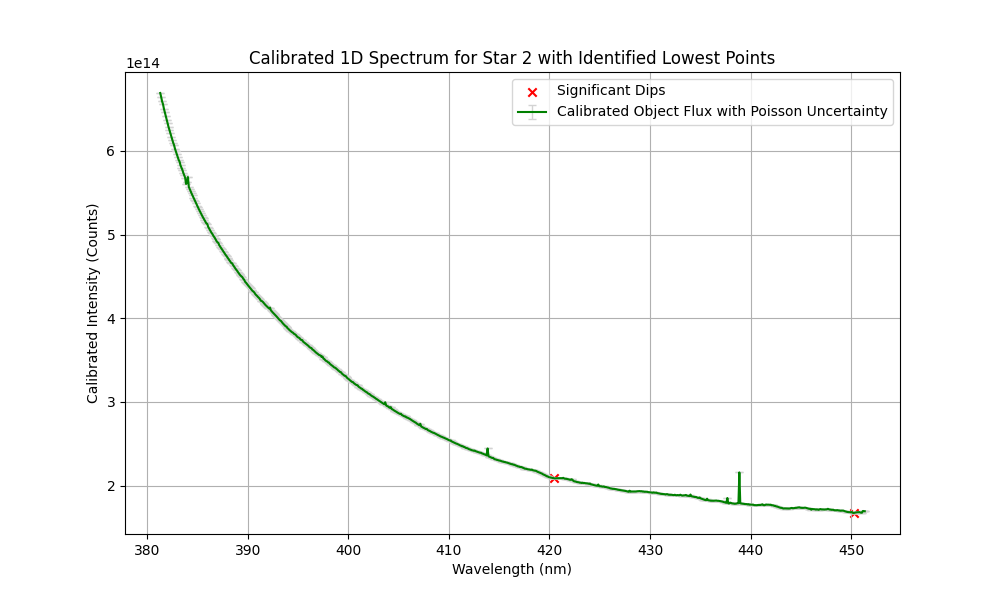 Calibrated 1D Spectrum for Star 2 with Identified Lowest Points
1e14
Significant Dips
Calibrated Object Flux with Poisson Uncertainty
6
5
4
3
2
Calibrated Intensity (Counts)
380 390 400 410 420 430 440 450
Wavelength (nm)